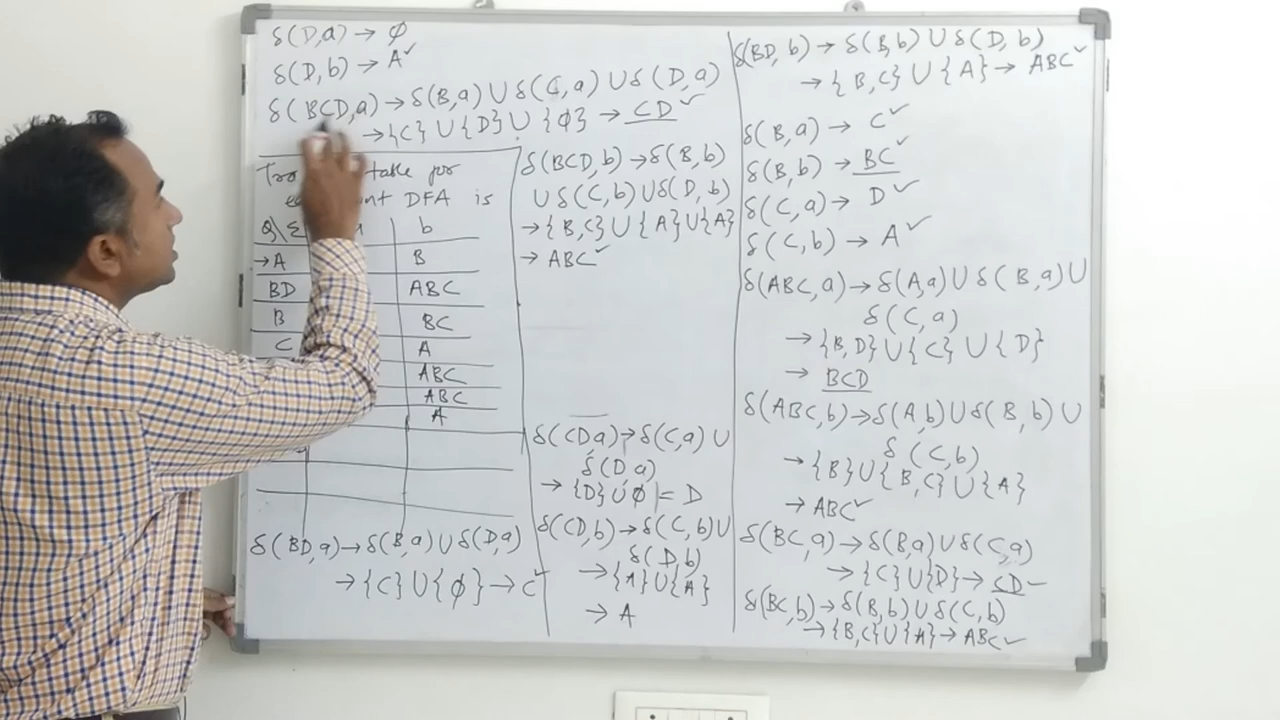 δ(D,a) → ϕ
δ(D,b) → A✓
δ(BCD,a) → δ(B,a) ∪ δ(C,a) ∪ δ(D,a)
→ {C} ∪ {D} ∪ {ϕ} → CD ✓
table for
DFA is
Q\Σ b
→A B
BD ABC
B BC
C A
ABC
ABC
A
δ(BD,a) → δ(B,a) ∪ δ(D,a)
→ {C} ∪ {ϕ} → C✓
δ(BCD,b) → δ(B,b)
∪ δ(C,b) ∪ δ(D,b)
→ {B,C} ∪ {A} ∪ {A}
→ ABC✓
δ(CD,a) → δ(C,a) ∪
δ(D,a)
→ {D} ∪ ϕ = D
δ(CD,b) → δ(C,b) ∪
δ(D,b)
→ {A} ∪ {A}
→ A
δ(BD,b) → δ(B,b) ∪ δ(D,b)
→ {B,C} ∪ {A} → ABC✓
δ(B,a) → C✓
δ(B,b) → BC✓
δ(C,a) → D✓
δ(C,b) → A✓
δ(ABC,a) → δ(A,a) ∪ δ(B,a) ∪
δ(C,a)
→ {B,D} ∪ {C} ∪ {D}
→ BCD
δ(ABC,b) → δ(A,b) ∪ δ(B,b) ∪
δ(C,b)
→ {B} ∪ {B,C} ∪ {A}
→ ABC✓
δ(BC,a) → δ(B,a) ∪ δ(C,a)
→ {C} ∪ {D} → CD
δ(BC,b) → δ(B,b) ∪ δ(C,b)
→ {B,C} ∪ {A} → ABC✓